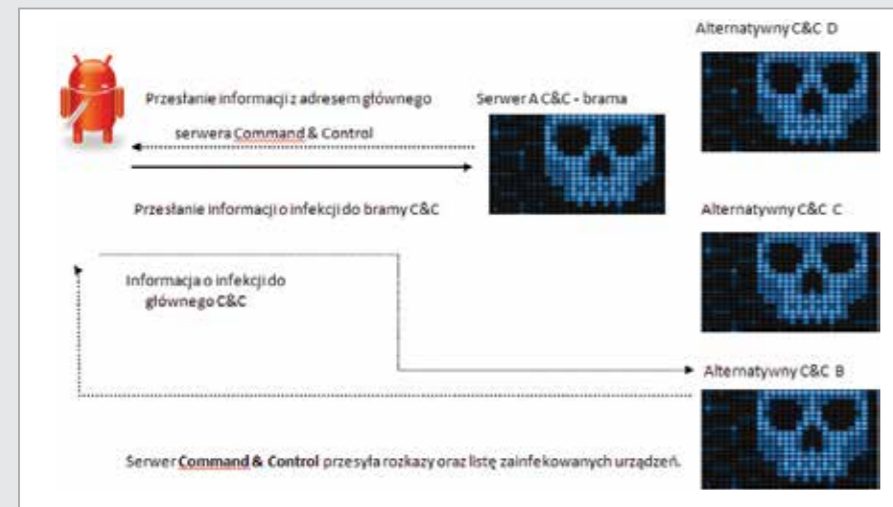 Alternatywny C&C D
Przesłanie informacji z adresem głównego
serwera Command & Control
Serwer A C&C - brama
Przesłanie informacji o infekcji do bramy C&C
Alternatywny C&C C
Informacja o infekcji do
głównego C&C
Alternatywny C&C B
Serwer Command & Control przesyła rozkazy oraz listę zainfekowanych urządzeń.